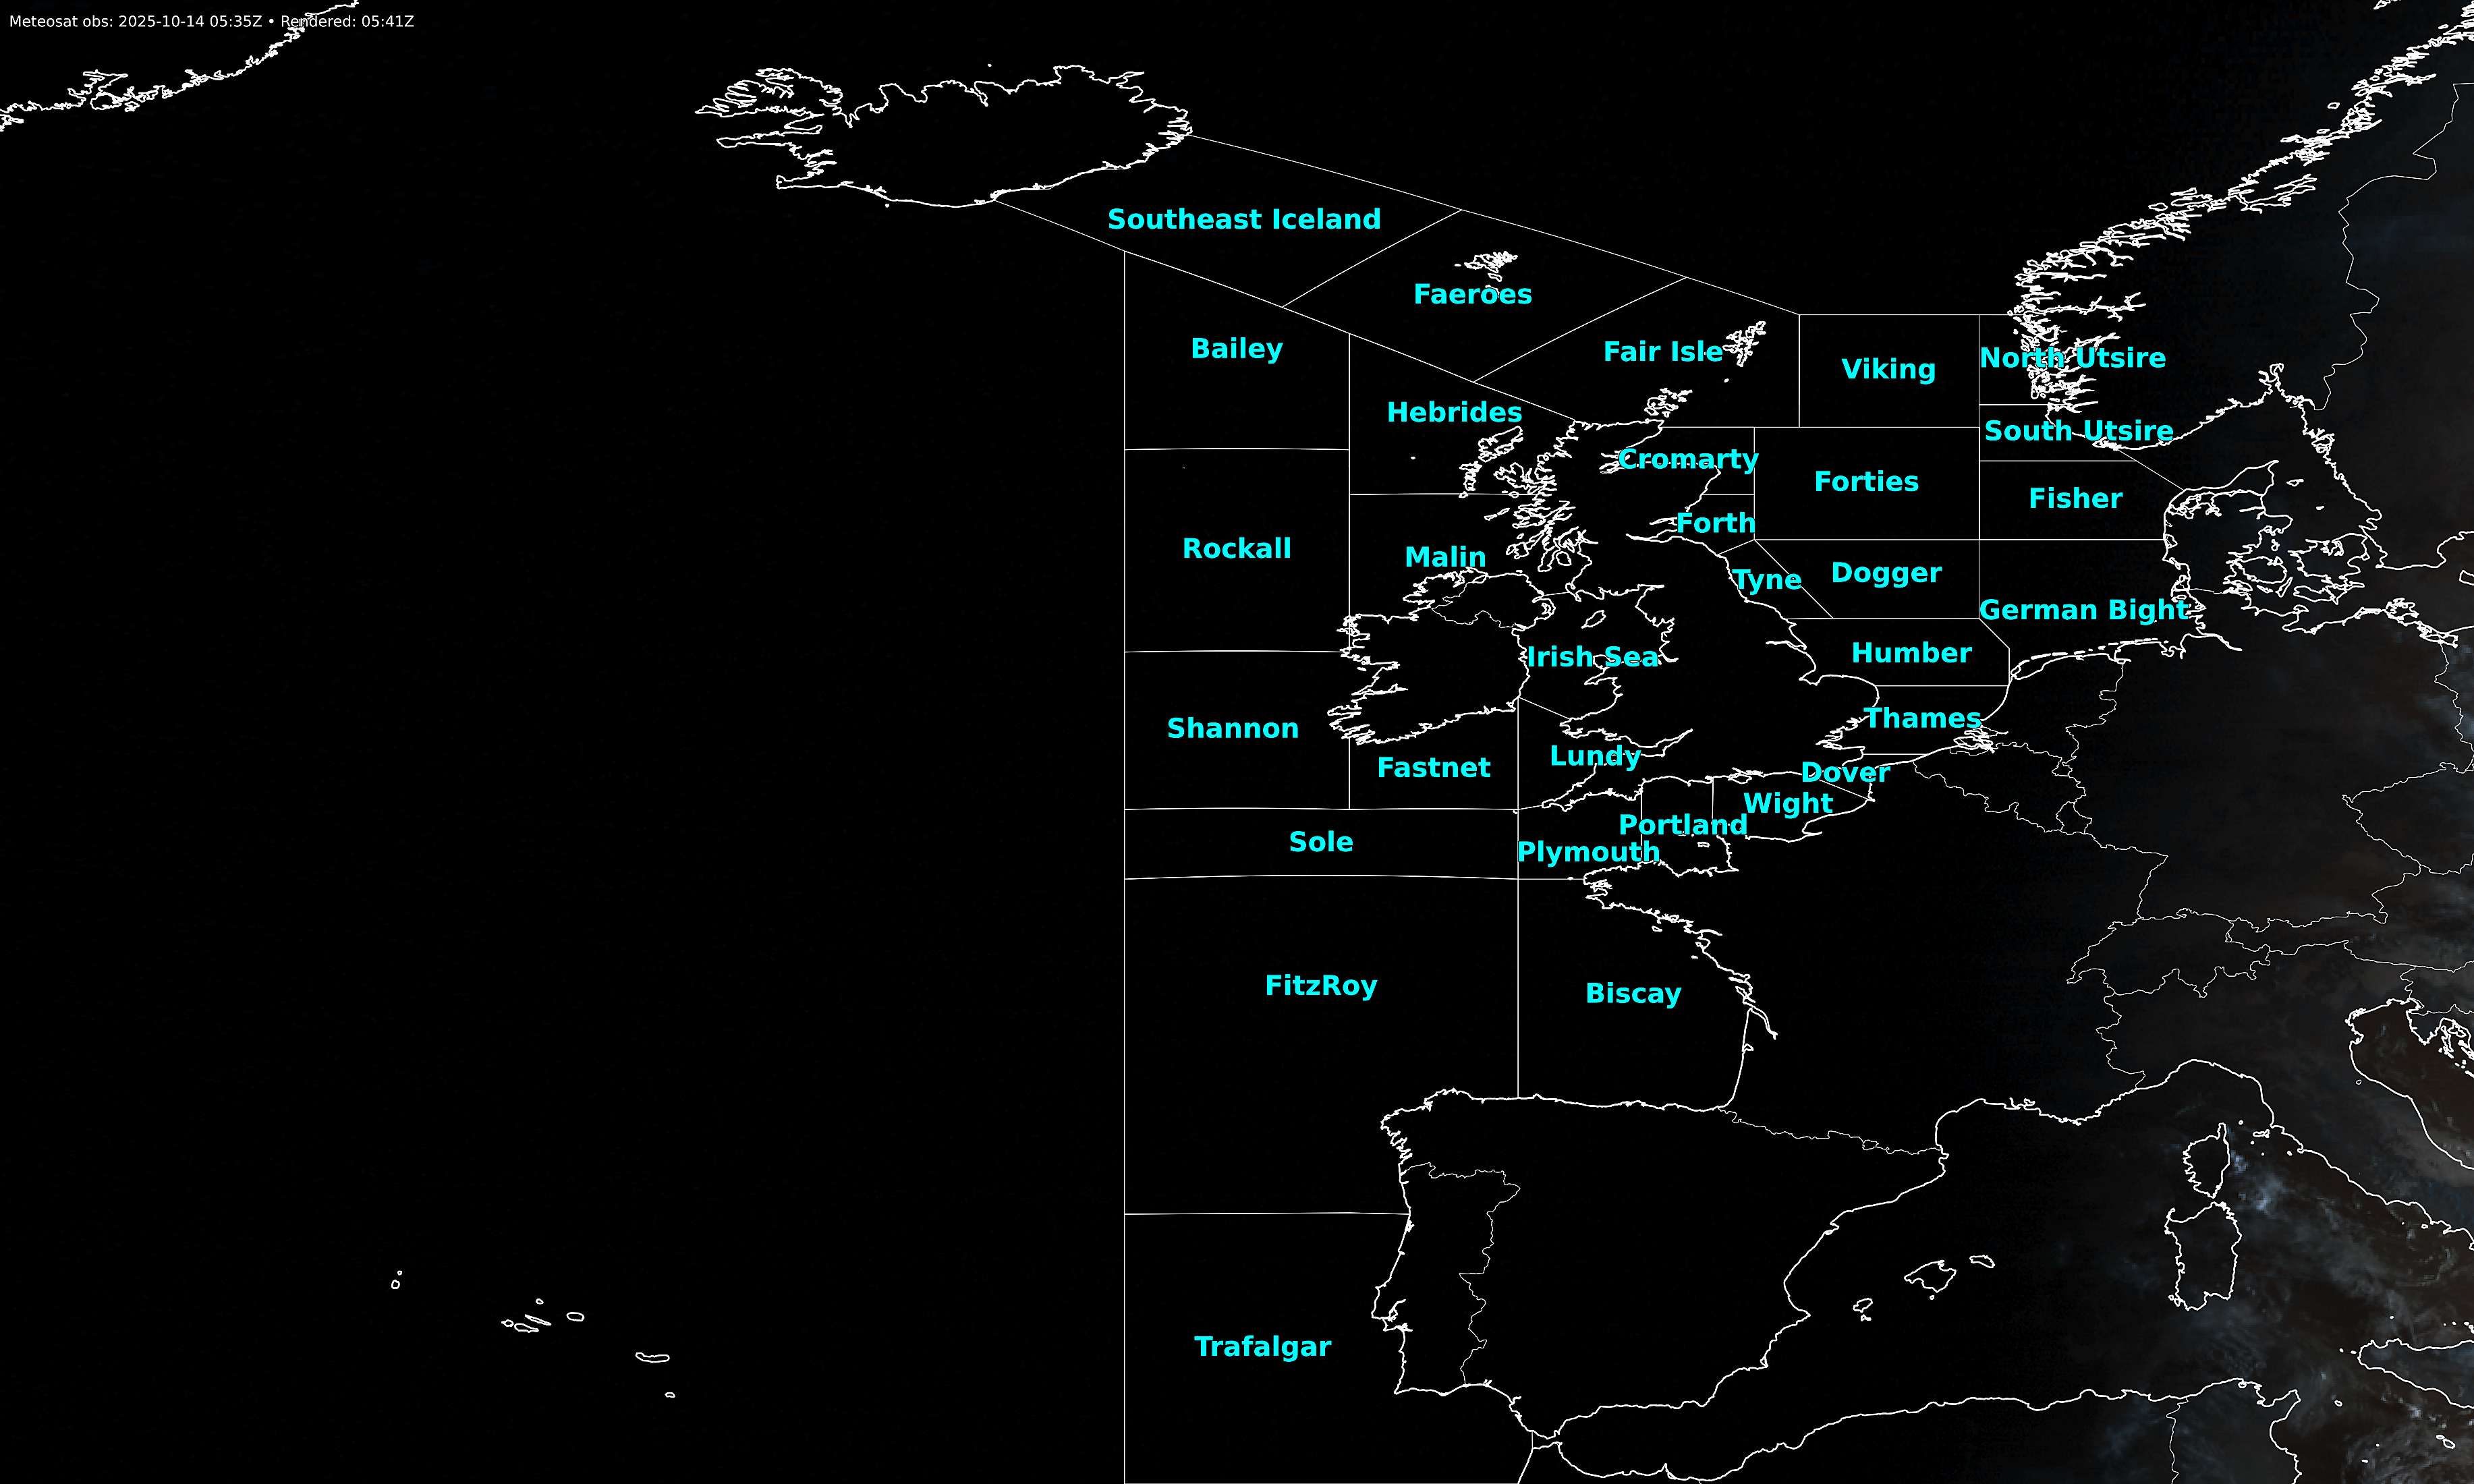 Meteosat obs: 2025-10-14 05:35Z • Rendered: 05:41Z
Southeast Iceland
Faeroes
Bailey
Fair Isle
Viking
North Utsire
Hebrides
South Utsire
Cromarty
Forties
Fisher
Forth
Rockall
Malin
Tyne
Dogger
German Bight
Irish Sea
Humber
Shannon
Thames
Fastnet
Lundy
Dover
Wight
Portland
Sole
Plymouth
FitzRoy
Biscay
Trafalgar